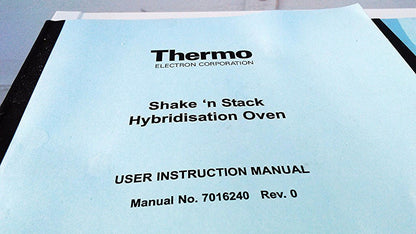 Thermo
ELECTRON CORPORATION
Shake 'n Stack
Hybridisation Oven
USER INSTRUCTION MANUAL
Manual No. 7016240 Rev. 0